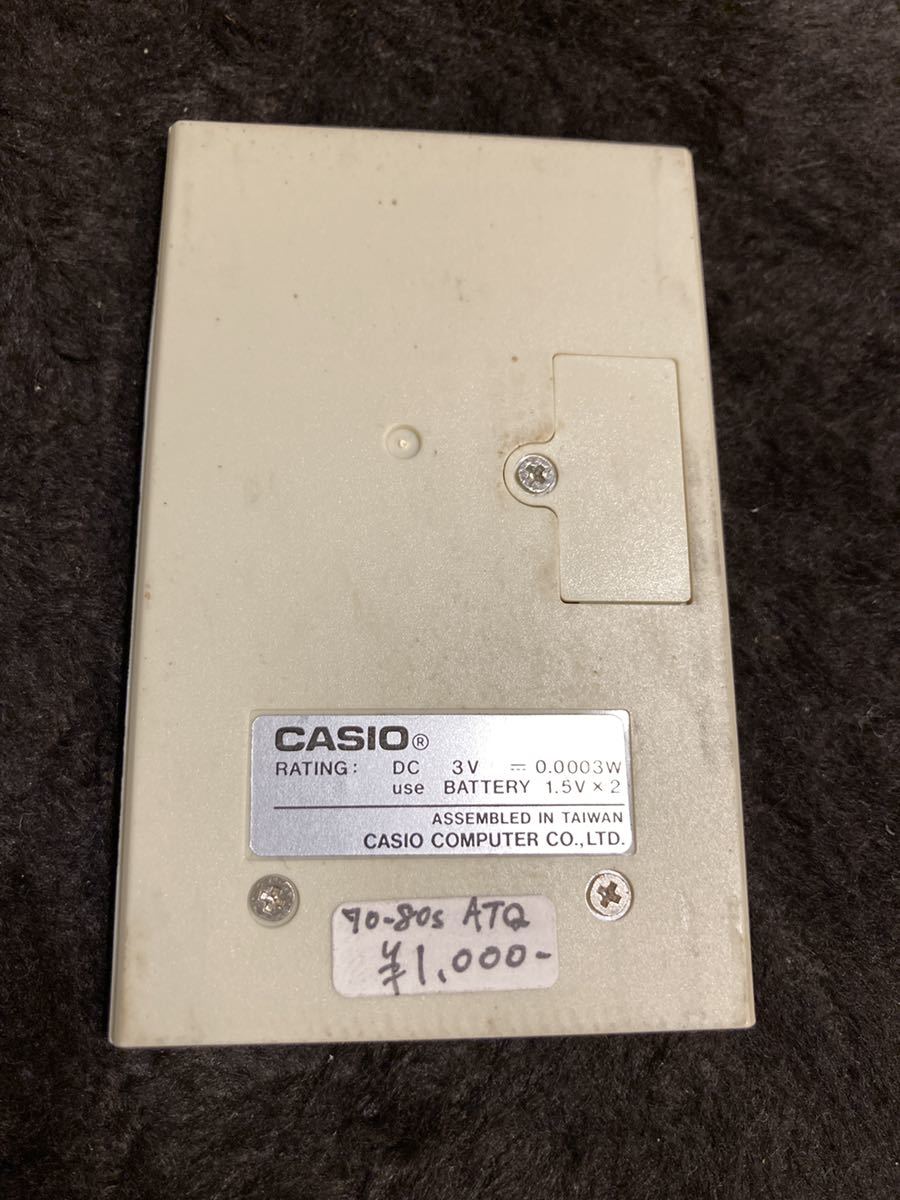 CASIO®
RATING: DC 3V ⎓ 0.0003W
use BATTERY 1.5V × 2
ASSEMBLED IN TAIWAN
CASIO COMPUTER CO.,LTD.
70-80s ATQ
¥1,000-